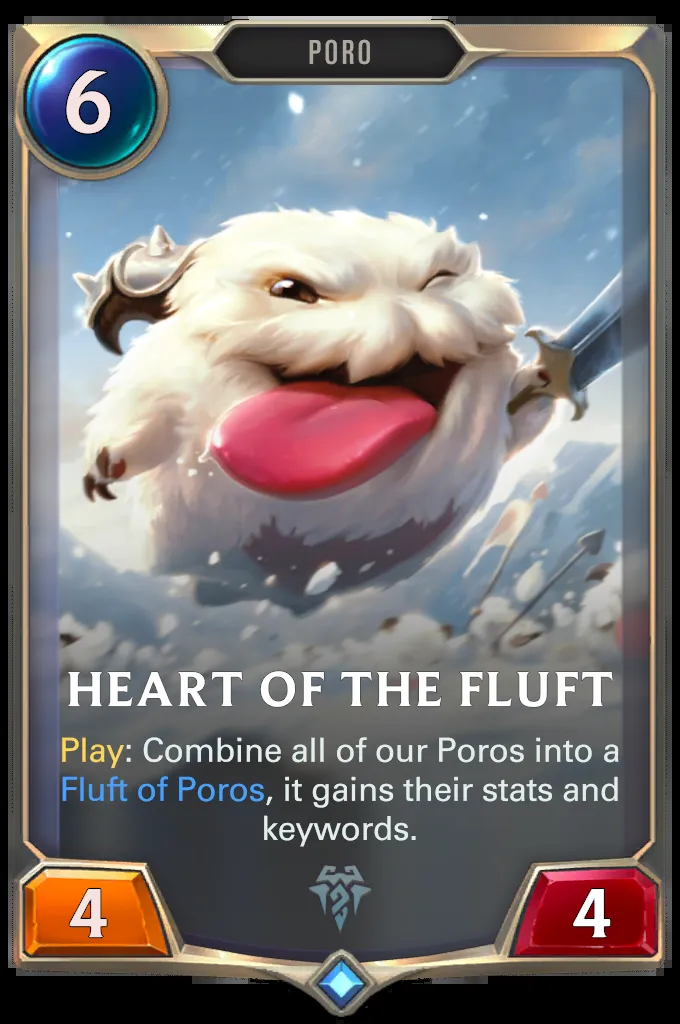 PORO
6
HEART OF THE FLUFT
Play: Combine all of our Poros into a
Fluft of Poros, it gains their stats and
keywords.
4
4